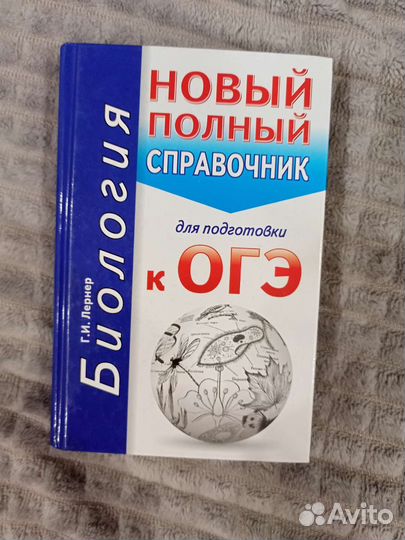 НОВЫЙ
ПОЛНЫЙ
СПРАВОЧНИК
для подготовки
к ОГЭ
Биология
Г.И. Лернер
Avito